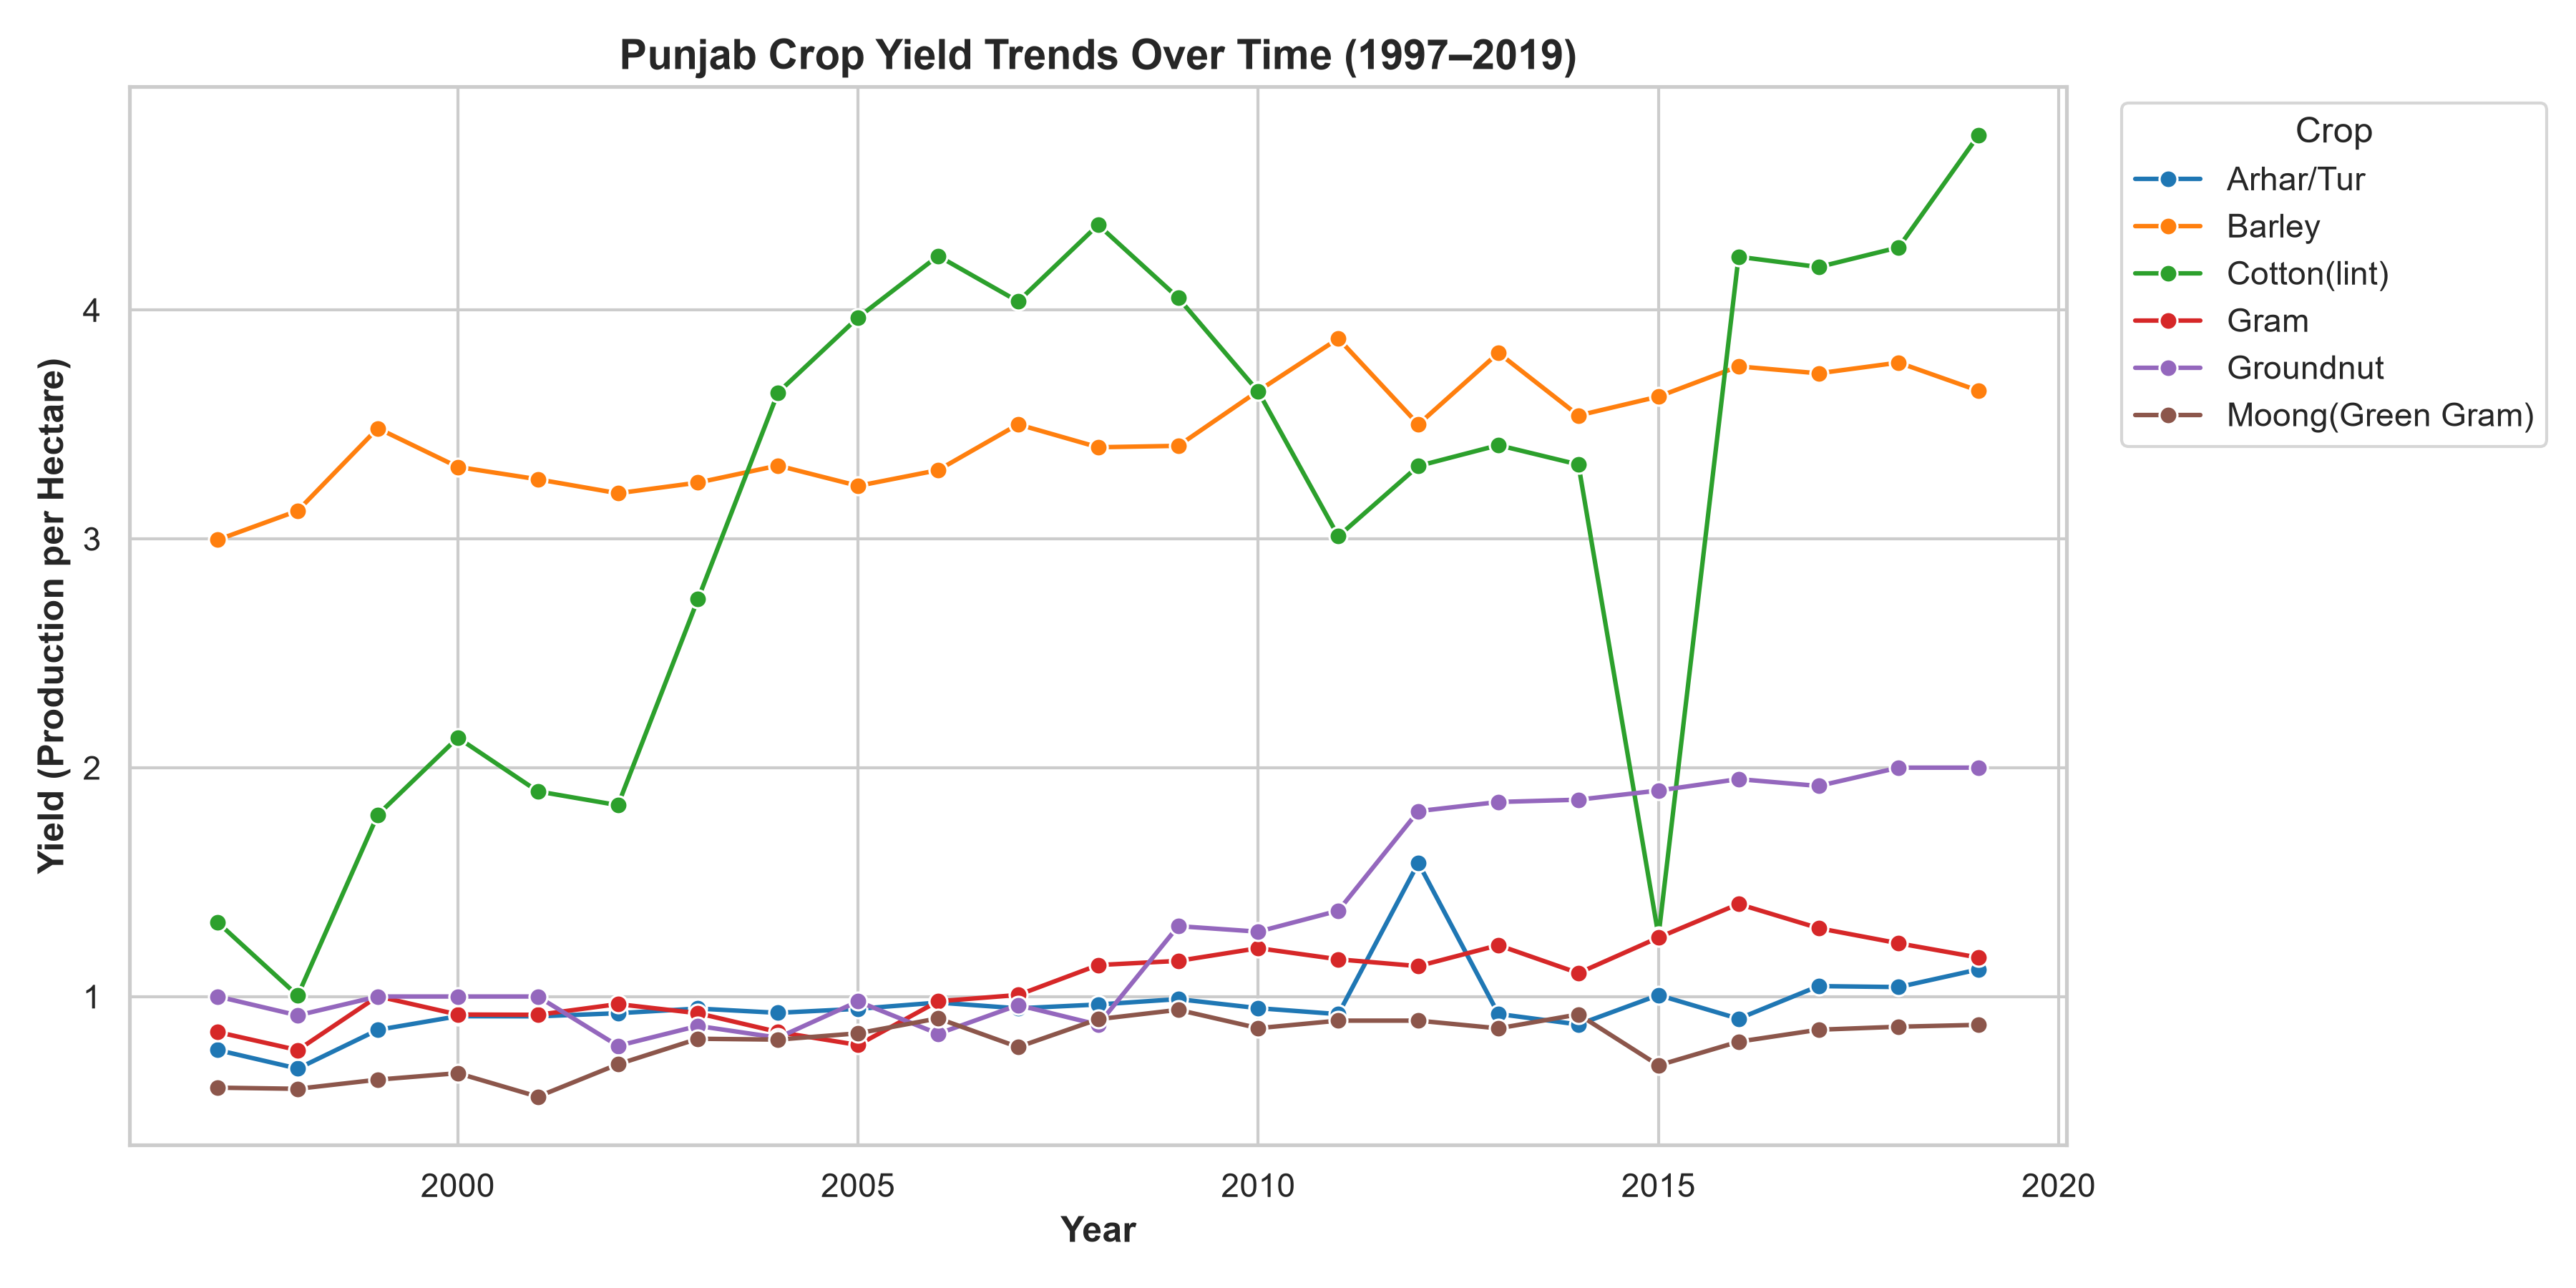 Punjab Crop Yield Trends Over Time (1997–2019)
Crop
Arhar/Tur
Barley
Cotton(lint)
Gram
Groundnut
Moong(Green Gram)
Yield (Production per Hectare)
4
3
2
1
2000
2005
2010
2015
2020
Year